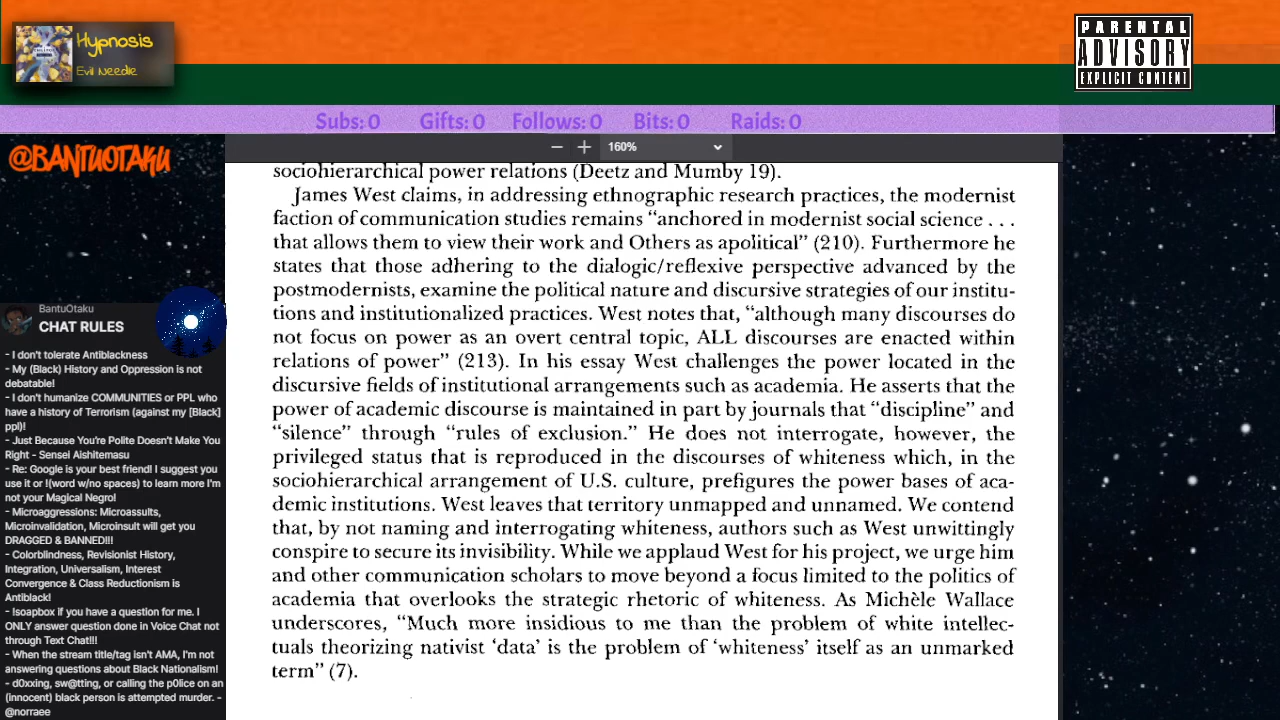 Hypnosis
Evil Needle
PARENTAL
ADVISORY
EXPLICIT CONTENT
Subs: 0 Gifts: 0 Follows: 0 Bits: 0 Raids: 0
@BANTUOTAKU
160%
BantuOtaku
CHAT RULES
- I don't tolerate Antiblackness
- My (Black) History and Oppression is not
debatable!
- I don't humanize COMMUNITIES or PPL who
have a history of Terrorism (against my [Black]
ppl)!
- Just Because You're Polite Doesn't Make You
Right - Sensei Aishitemasu
- Re: Google is your best friend! I suggest you
use it or !(word w/no spaces) to learn more I'm
not your Magical Negro!
- Microaggressions: Microassults,
Microinvalidation, Microinsult will get you
DRAGGED & BANNED!!!
- Colorblindness, Revisionist History,
Integration, Universalism, Interest
Convergence & Class Reductionism is
Antiblack!
- !soapbox if you have a question for me. I
ONLY answer question done in Voice Chat not
through Text Chat!!!
- When the stream title/tag isn't AMA, I'm not
answering questions about Black Nationalism!
- d0xxing, sw@tting, or calling the p0lice on an
(innocent) black person is attempted murder. -
@norraee
sociohierarchical power relations (Deetz and Mumby 19).
James West claims, in addressing ethnographic research practices, the modernist
faction of communication studies remains “anchored in modernist social science . . .
that allows them to view their work and Others as apolitical” (210). Furthermore he
states that those adhering to the dialogic/reflexive perspective advanced by the
postmodernists, examine the political nature and discursive strategies of our institu-
tions and institutionalized practices. West notes that, “although many discourses do
not focus on power as an overt central topic, ALL discourses are enacted within
relations of power” (213). In his essay West challenges the power located in the
discursive fields of institutional arrangements such as academia. He asserts that the
power of academic discourse is maintained in part by journals that “discipline” and
“silence” through “rules of exclusion.” He does not interrogate, however, the
privileged status that is reproduced in the discourses of whiteness which, in the
sociohierarchical arrangement of U.S. culture, prefigures the power bases of aca-
demic institutions. West leaves that territory unmapped and unnamed. We contend
that, by not naming and interrogating whiteness, authors such as West unwittingly
conspire to secure its invisibility. While we applaud West for his project, we urge him
and other communication scholars to move beyond a focus limited to the politics of
academia that overlooks the strategic rhetoric of whiteness. As Michèle Wallace
underscores, “Much more insidious to me than the problem of white intellec-
tuals theorizing nativist ‘data’ is the problem of ‘whiteness’ itself as an unmarked
term” (7).